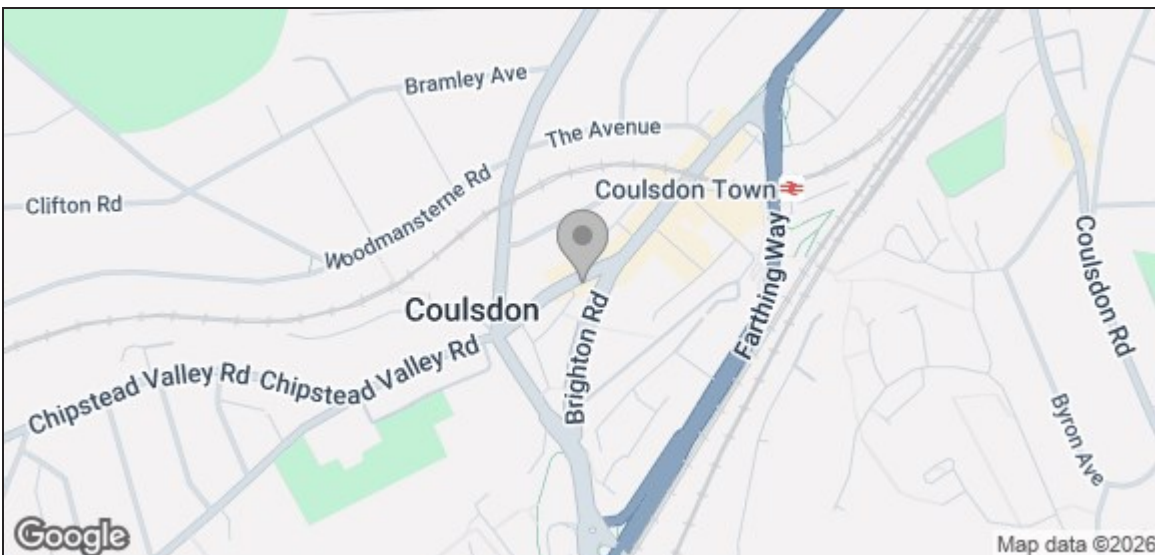 Bramley Ave
The Avenue
Coulsdon Town
Clifton Rd
Woodmansterne Rd
Coulsdon
Farthing Way
Coulsdon Rd
Brighton Rd
Chipstead Valley Rd
Chipstead Valley Rd
Byron Ave
Google
Map data ©2026